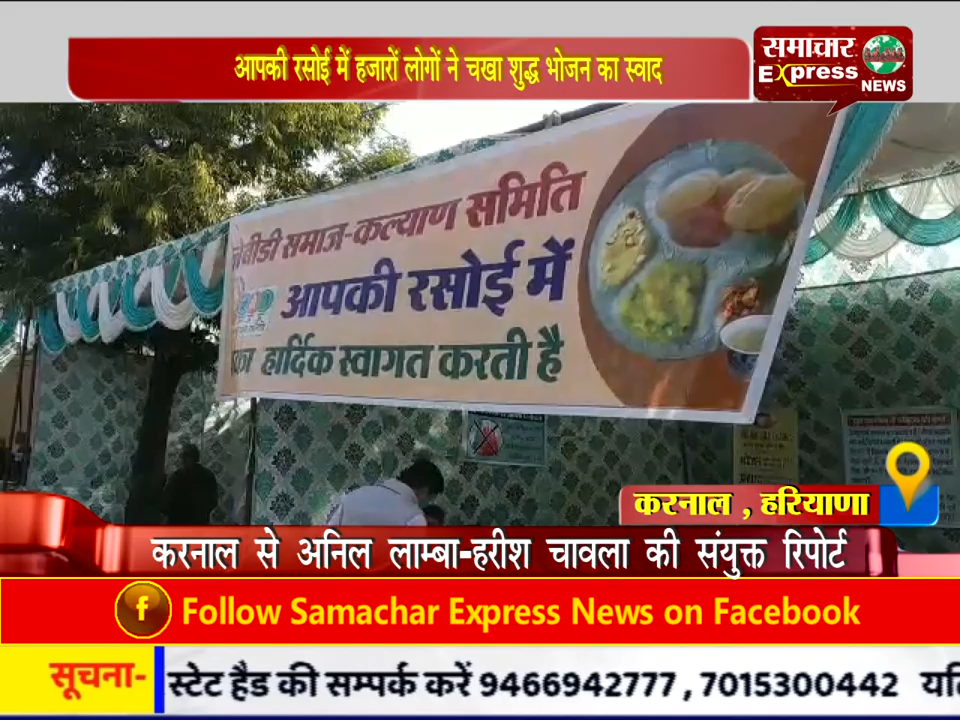 आपकी रसोई में हजारों लोगों ने चखा शुद्ध भोजन का स्वाद
समाचार
Express
NEWS
समाज-कल्याण समिति
आपकी रसोई में
हार्दिक स्वागत करती है
करनाल , हरियाणा
करनाल से अनिल लाम्बा-हरीश चावला की संयुक्त रिपोर्ट
f Follow Samachar Express News on Facebook
सूचना- स्टेट हैड की सम्पर्क करें 9466942777 , 7015300442